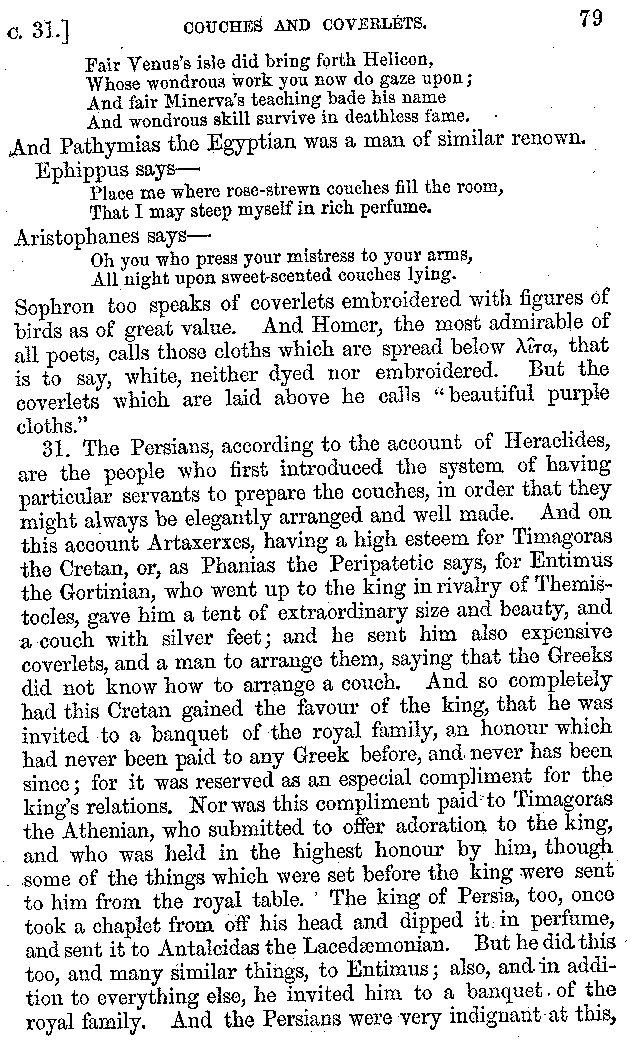 c. 31.] COUCHES AND COVERLETS. 79
Fair Venus's isle did bring forth Helicon,
Whose wondrous work you now do gaze upon;
And fair Minerva's teaching bade his name
And wondrous skill survive in deathless fame.
And Pathymias the Egyptian was a man of similar renown.
Ephippus says—
Place me where rose-strewn couches fill the room,
That I may steep myself in rich perfume.
Aristophanes says—
Oh you who press your mistress to your arms,
All night upon sweet-scented couches lying.
Sophron too speaks of coverlets embroidered with figures of
birds as of great value. And Homer, the most admirable of
all poets, calls those cloths which are spread below λῖτα, that
is to say, white, neither dyed nor embroidered. But the
coverlets which are laid above he calls "beautiful purple
cloths."
31. The Persians, according to the account of Heraclides,
are the people who first introduced the system of having
particular servants to prepare the couches, in order that they
might always be elegantly arranged and well made. And on
this account Artaxerxes, having a high esteem for Timagoras
the Cretan, or, as Phanias the Peripatetic says, for Entimus
the Gortinian, who went up to the king in rivalry of Themis-
tocles, gave him a tent of extraordinary size and beauty, and
a couch with silver feet; and he sent him also expensive
coverlets, and a man to arrange them, saying that the Greeks
did not know how to arrange a couch. And so completely
had this Cretan gained the favour of the king, that he was
invited to a banquet of the royal family, an honour which
had never been paid to any Greek before, and never has been
since; for it was reserved as an especial compliment for the
king's relations. Nor was this compliment paid to Timagoras
the Athenian, who submitted to offer adoration to the king,
and who was held in the highest honour by him, though
some of the things which were set before the king were sent
to him from the royal table. The king of Persia, too, once
took a chaplet from off his head and dipped it in perfume,
and sent it to Antalcidas the Lacedæmonian. But he did this
too, and many similar things, to Entimus; also, and in addi-
tion to everything else, he invited him to a banquet of the
royal family. And the Persians were very indignant at this,